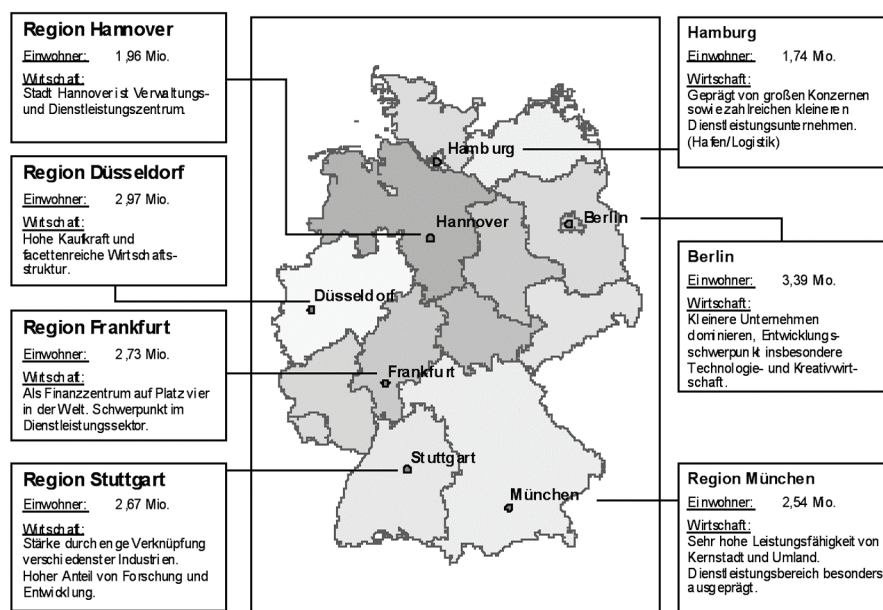 Region Hannover
Einwohner: 1,96 Mio.
Wirtschaft:
Stadt Hannover ist Verwaltungs-
und Dienstleistungszentrum.
Region Düsseldorf
Einwohner: 2,97 Mio.
Wirtschaft:
Hohe Kaufkraft und
facettenreiche Wirtschafts-
struktur.
Region Frankfurt
Einwohner: 2,73 Mio.
Wirtschaft:
Als Finanzzentrum auf Platz vier
in der Welt. Schwerpunkt im
Dienstleistungssektor.
Region Stuttgart
Einwohner: 2,67 Mio.
Wirtschaft:
Stärke durch enge Verknüpfung
verschiedenster Industrien.
Hoher Anteil von Forschung und
Entwicklung.
Hamburg
Hannover
Berlin
Düsseldorf
Frankfurt
Stuttgart
München
Hamburg
Einwohner: 1,74 Mio.
Wirtschaft:
Geprägt von großen Konzernen
sowie zahlreichen kleineren
Dienstleistungsunternehmen.
(Hafen/Logistik)
Berlin
Einwohner: 3,39 Mio.
Wirtschaft:
Kleinere Unternehmen
dominieren, Entwicklungs-
schwerpunkt insbesondere
Technologie- und Kreativwirt-
schaft.
Region München
Einwohner: 2,54 Mio.
Wirtschaft:
Sehr hohe Leistungsfähigkeit von
Kernstadt und Umland.
Dienstleistungsbereich besonders
ausgeprägt.